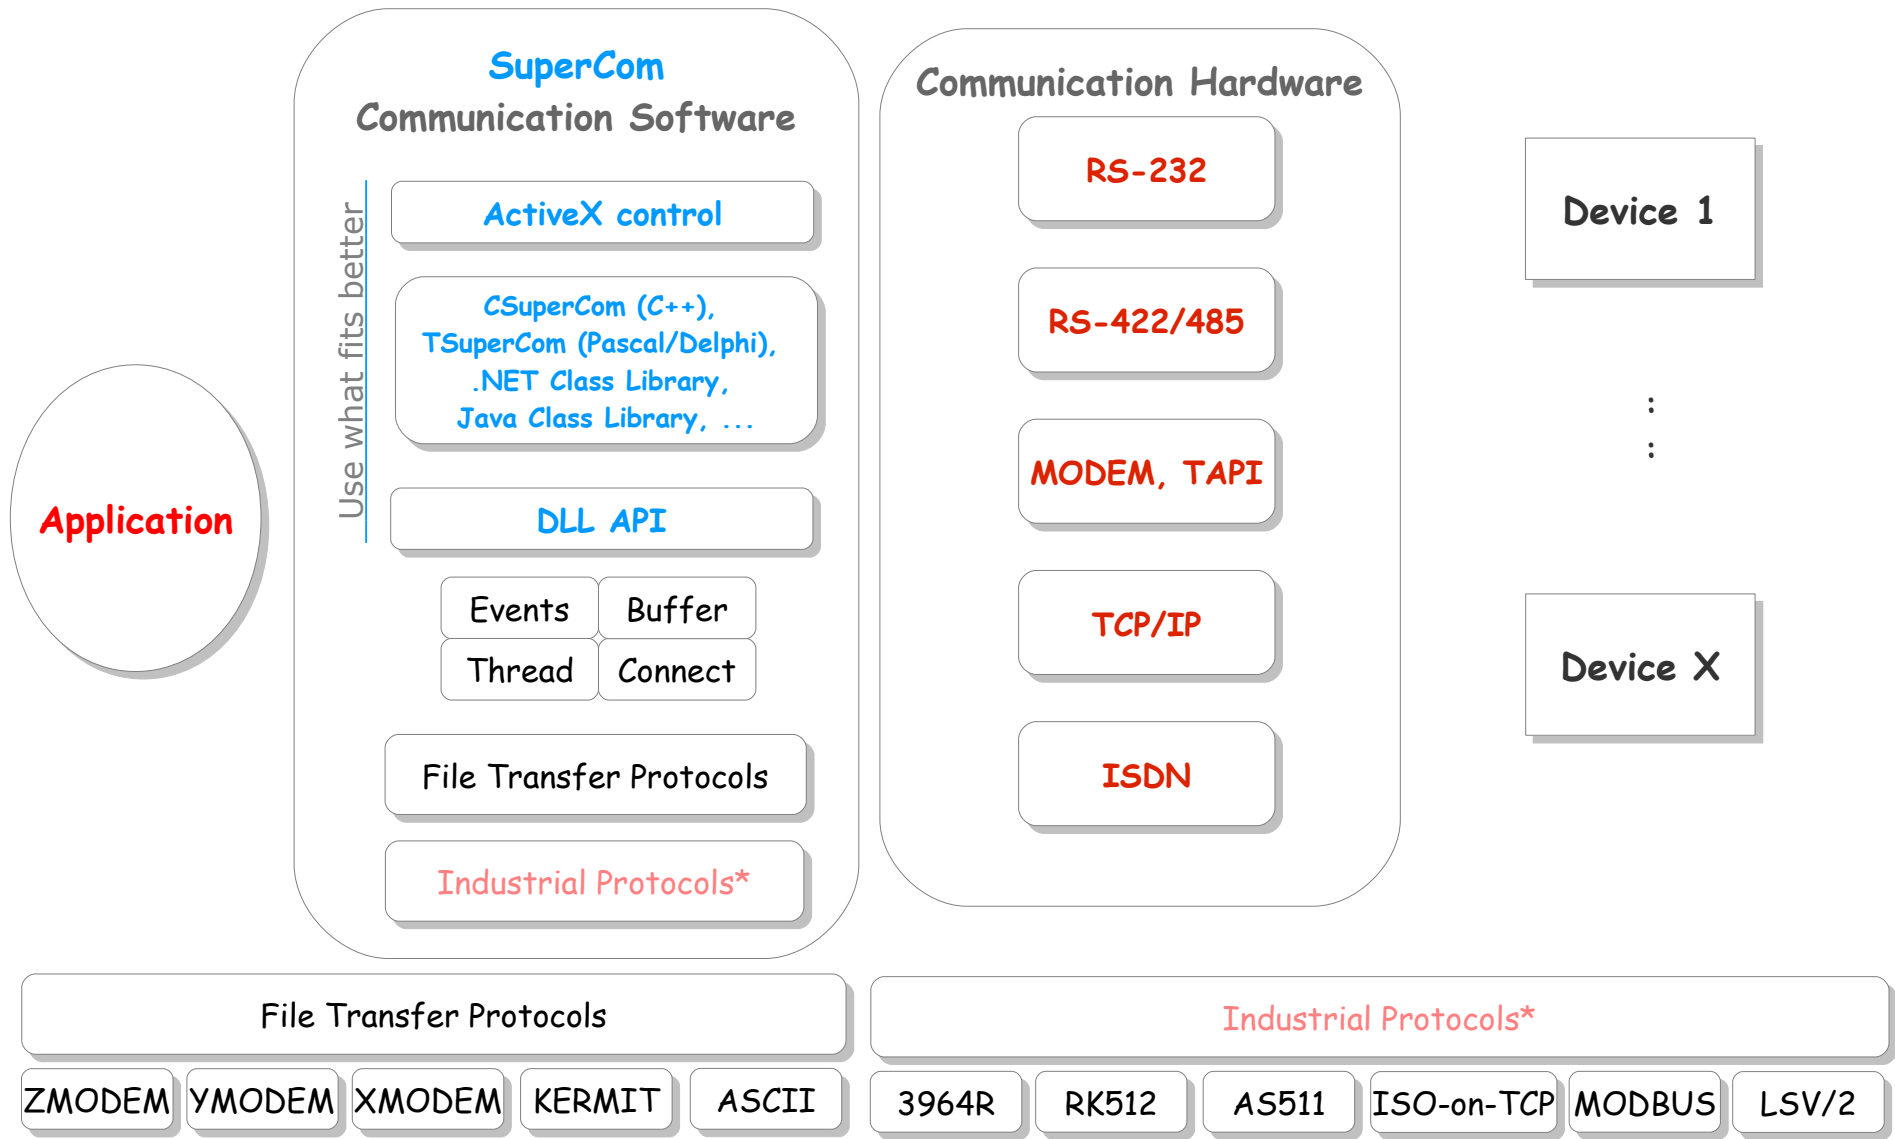 SuperCom
Communication Software
Use what fits better
ActiveX control
CSuperCom (C++),
TSuperCom (Pascal/Delphi),
.NET Class Library,
Java Class Library, ...
DLL API
Events
Buffer
Thread
Connect
File Transfer Protocols
Industrial Protocols*
Application
Communication Hardware
RS-232
RS-422/485
MODEM, TAPI
TCP/IP
ISDN
Device 1
:
:
Device X
File Transfer Protocols
ZMODEM
YMODEM
XMODEM
KERMIT
ASCII
Industrial Protocols*
3964R
RK512
AS511
ISO-on-TCP
MODBUS
LSV/2